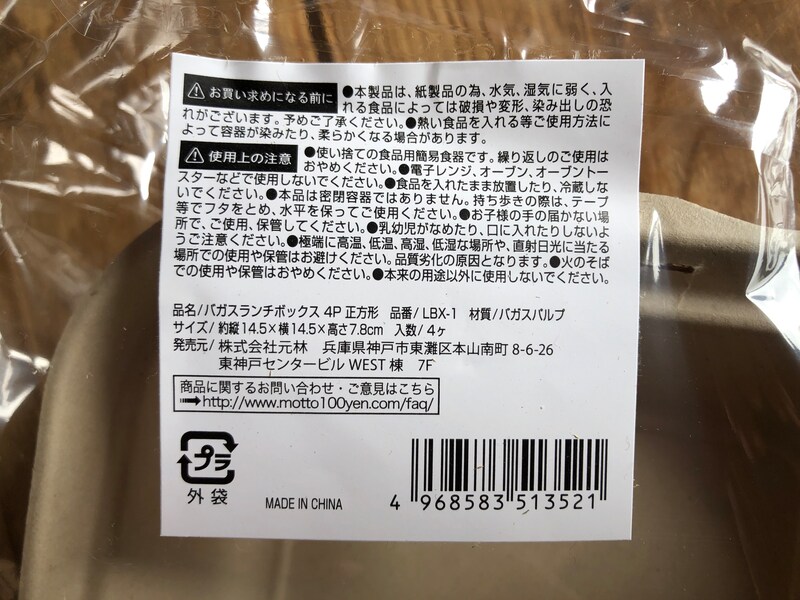 お買い求めになる前に ●本製品は、紙製品の為、水気、湿気に弱く、入
れる食品によっては破損や変形、染み出しの恐
れがございます。予めご了承ください。●熱い食品を入れる等ご使用方法に
よって容器が染みたり、柔らかくなる場合があります。
使用上の注意 ●使い捨ての食品用簡易食器です。繰り返しのご使用は
おやめください。●電子レンジ、オーブン、オーブントー
スターなどで使用しないでください。●食品を入れたまま放置したり、冷蔵しな
いでください。●本品は密閉容器ではありません。持ち歩きの際は、テープ
等でフタをとめ、水平を保ってご使用ください。●お子様の手の届かない場
所で、ご使用、保管してください。●乳幼児がなめたり、口に入れたりしないよ
うご注意ください。●極端に高温、低温、高湿、低湿な場所や、直射日光に当たる
場所での使用や保管はお避けください。品質劣化の原因となります。●火のそば
での使用や保管はおやめください。●本来の用途以外に使用しないでください。
品名/バガスランチボックス 4P 正方形 品番/ LBX-1 材質/バガスパルプ
サイズ/ 約縦14.5×横14.5×高さ7.8cm 入数/ 4ヶ
発売元/ 株式会社元林 兵庫県神戸市東灘区本山南町 8-6-26
東神戸センタービル WEST 棟 7F
商品に関するお問い合わせ・ご意見はこちら
➡http://www.motto100yen.com/faq/
プラ
外袋
MADE IN CHINA
4 968583 513521